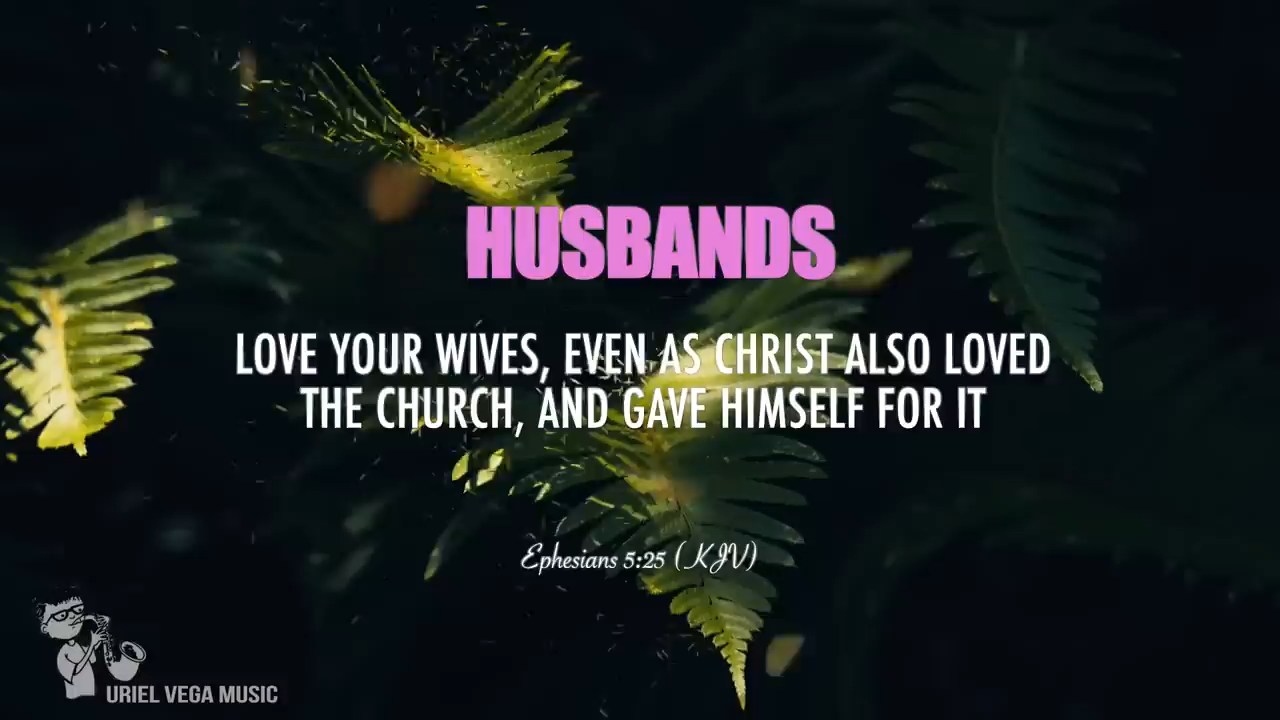 HUSBANDS
LOVE YOUR WIVES, EVEN AS CHRIST ALSO LOVED
THE CHURCH, AND GAVE HIMSELF FOR IT
Ephesians 5:25 (KJV)
URIEL VEGA MUSIC